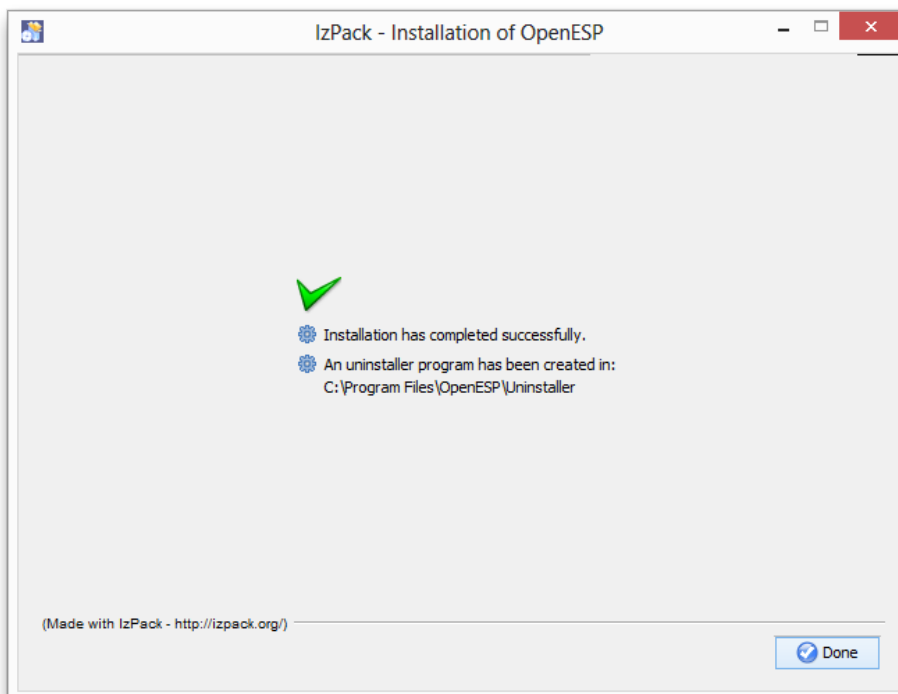 IzPack - Installation of OpenESP
Installation has completed successfully.
An uninstaller program has been created in:
C:\Program Files\OpenESP\Uninstaller
(Made with IzPack - http://izpack.org/)
Done